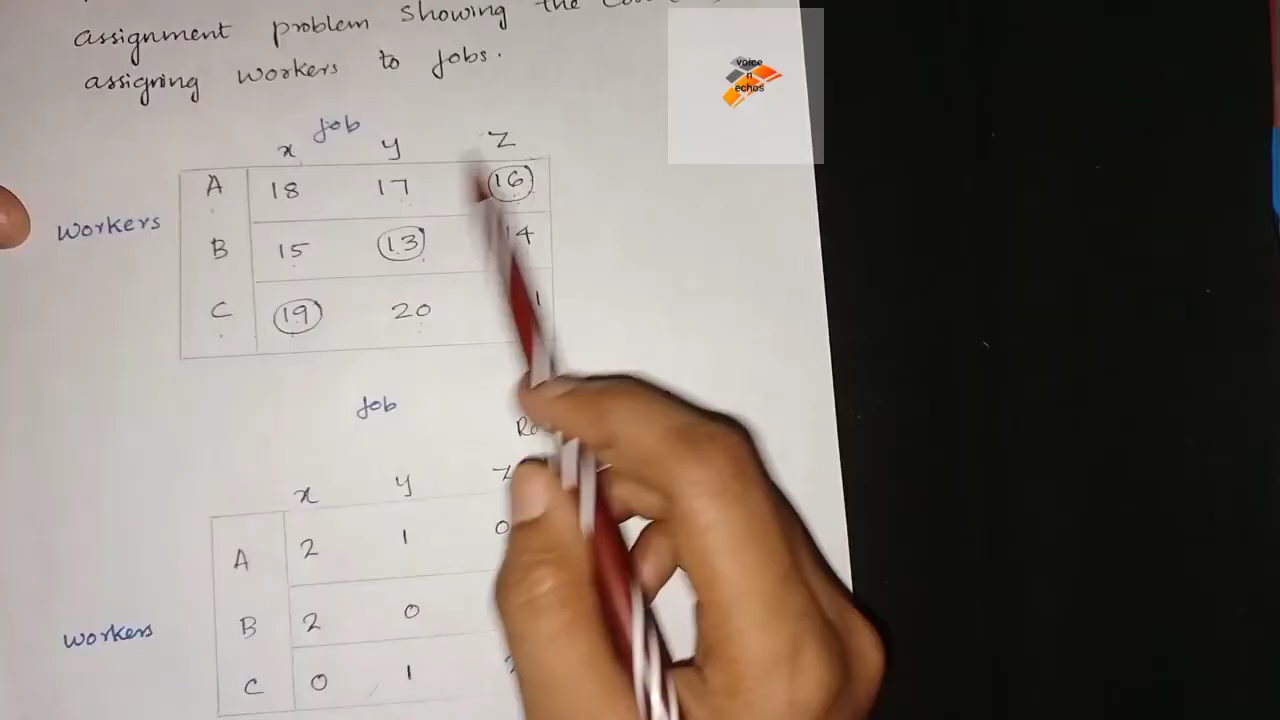 assignment problem showing the
assigning workers to jobs.
Job
x y Z
A 18 17 16
Workers
B 15 13 14
C 19 20
Job
x y Z
A 2 1 0
B 2 0
Workers
C 0 1
voice
n
echos